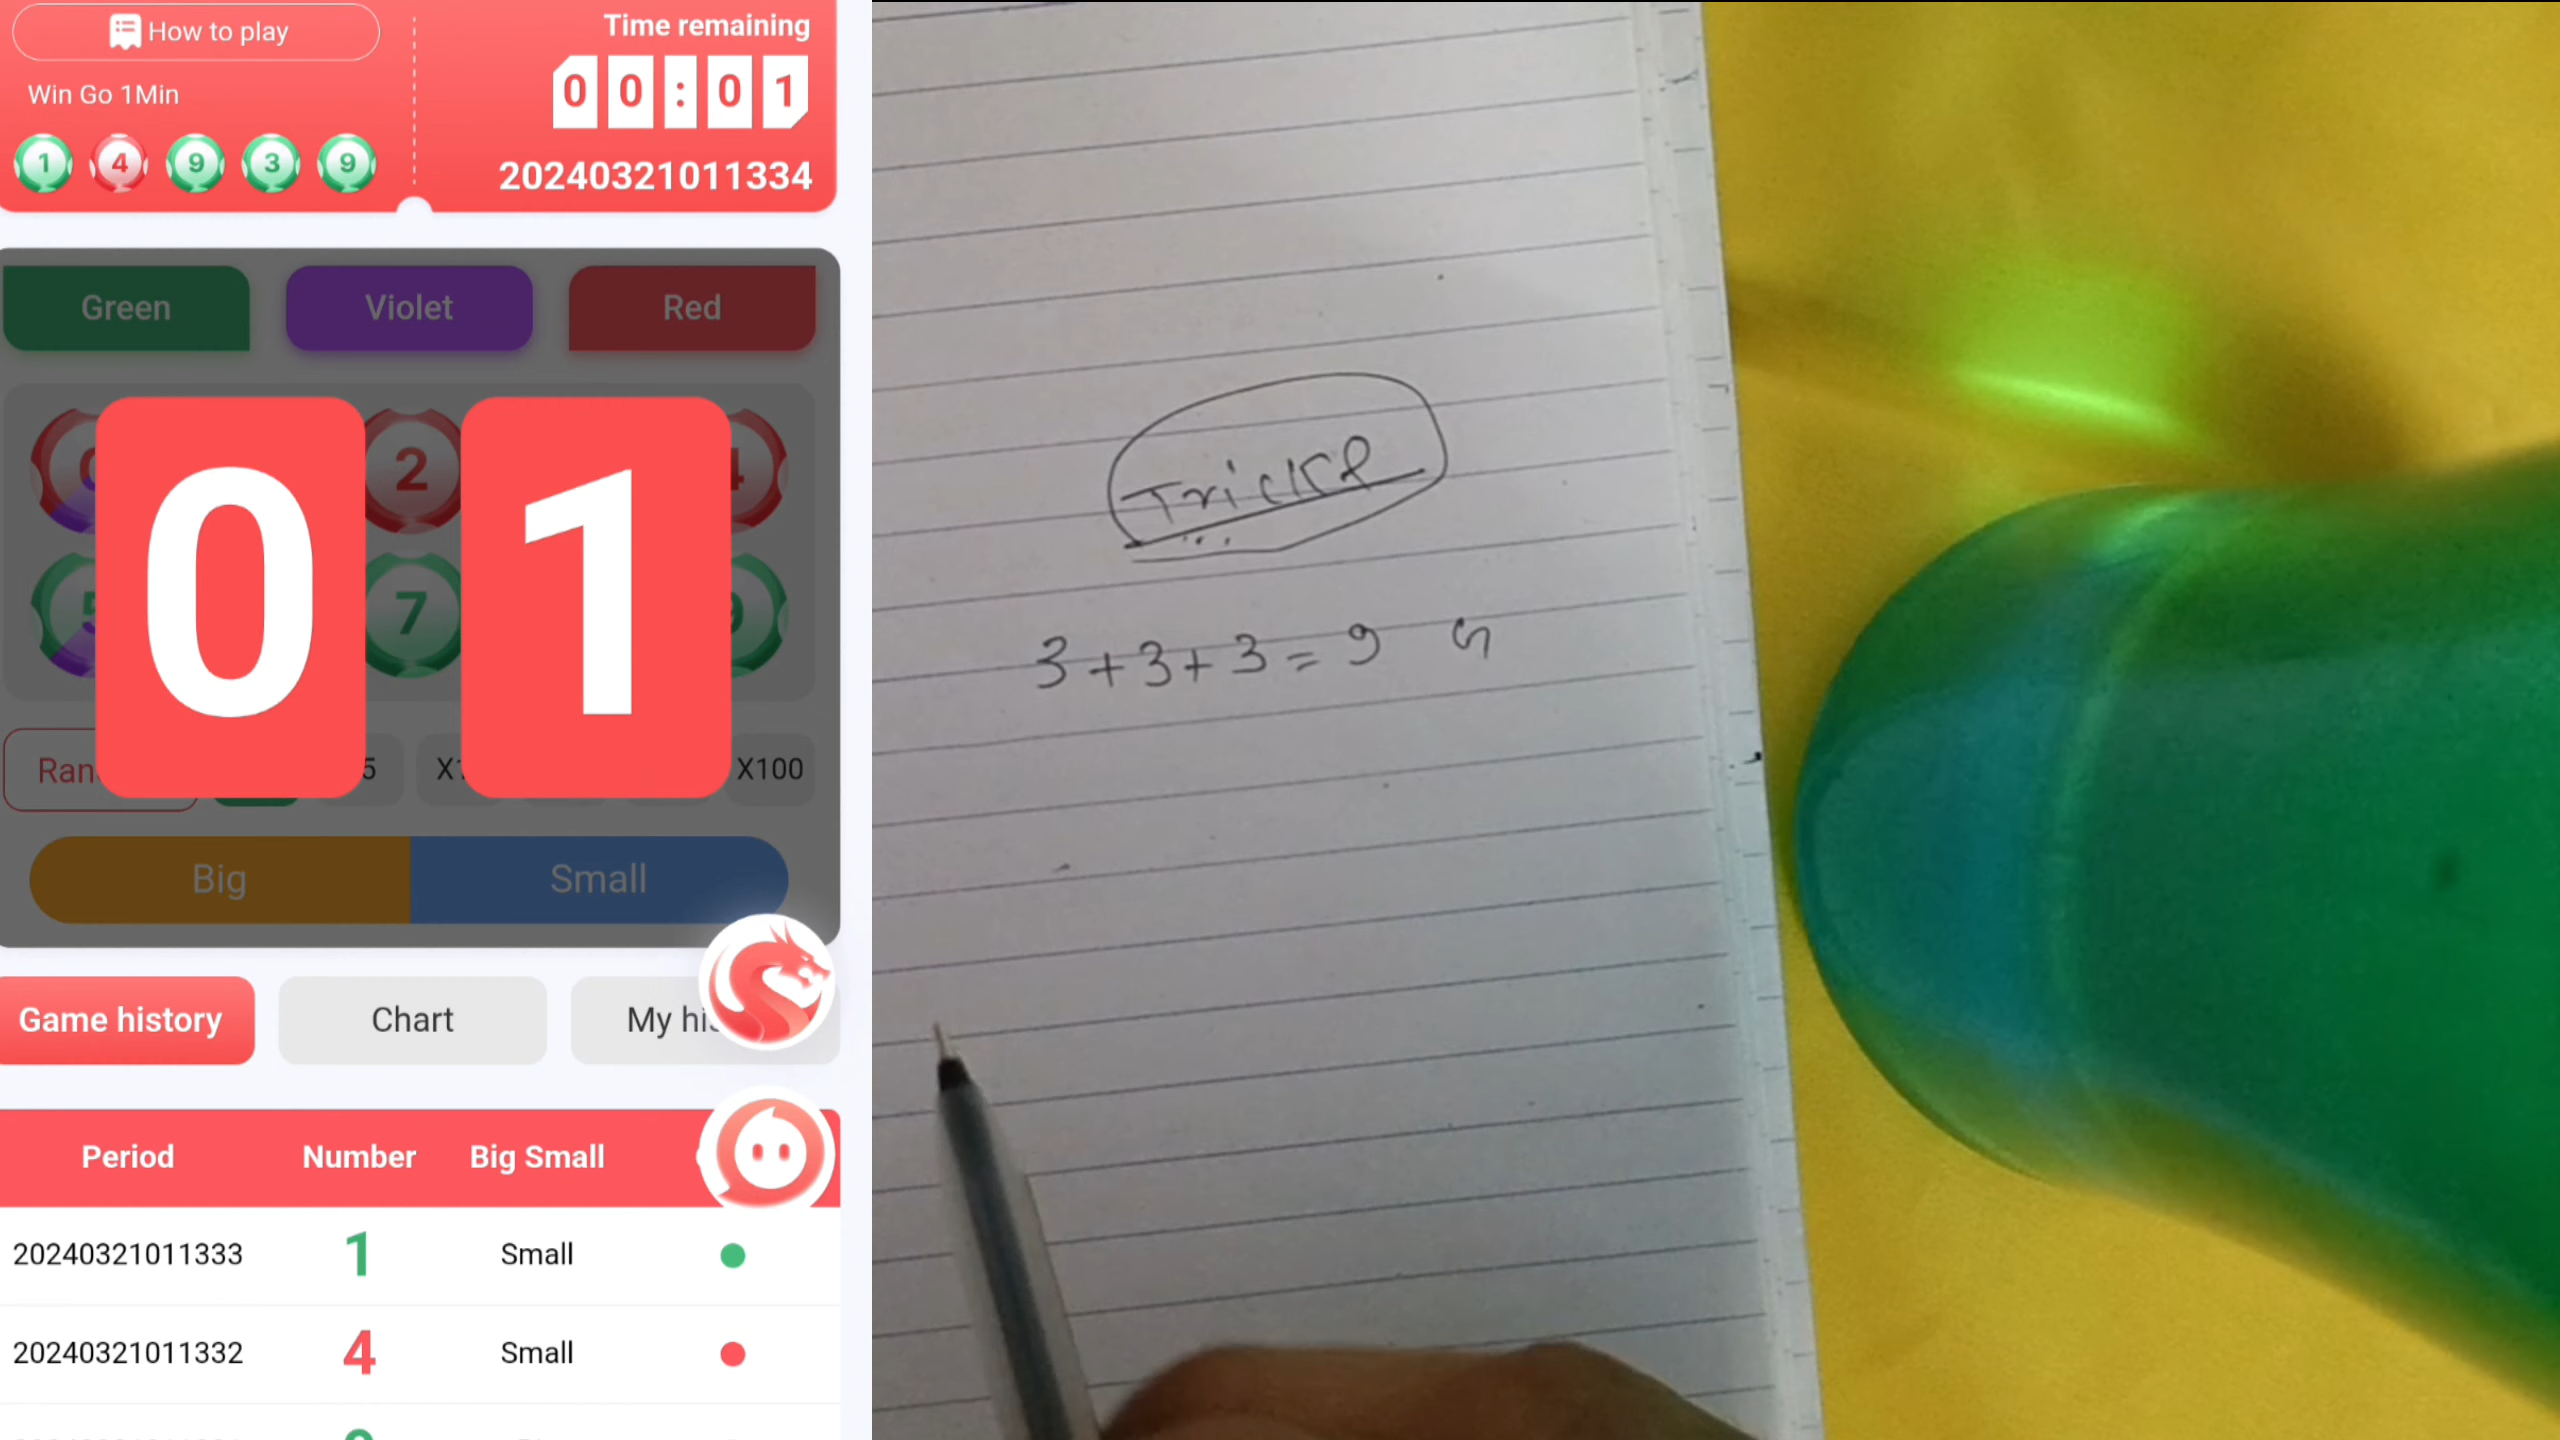 How to play
Win Go 1Min
1 4 9 3 9
Time remaining
00:01
20240321011334
Green Violet Red
2
7
01
X100
Big Small
Game history Chart
Period Number Big Small
20240321011333 1 Small
20240321011332 4 Small
3+3+3=9